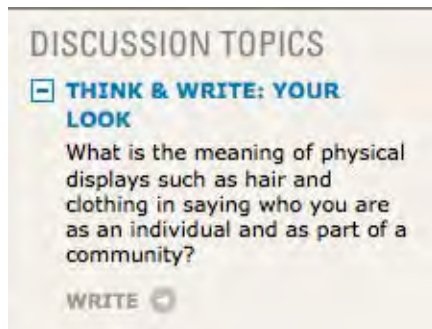 DISCUSSION TOPICS
THINK & WRITE: YOUR
LOOK
What is the meaning of physical
displays such as hair and
clothing in saying who you are
as an individual and as part of a
community?
WRITE